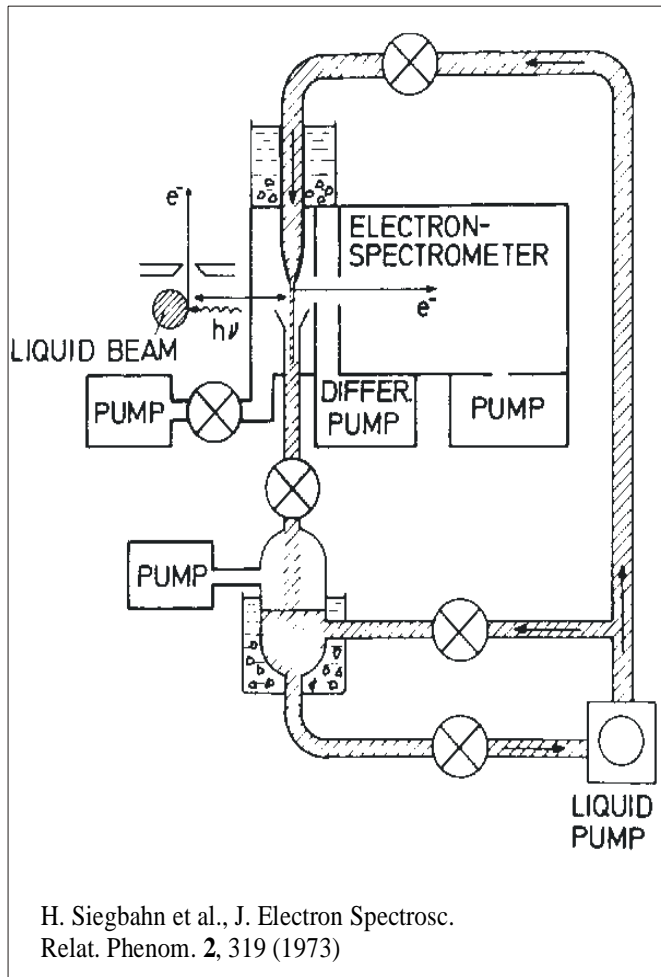 ELECTRON-
SPECTROMETER
e⁻
e⁻
hν
LIQUID BEAM
PUMP
DIFFER.
PUMP
PUMP
PUMP
LIQUID
PUMP
H. Siegbahn et al., J. Electron Spectrosc.
Relat. Phenom. 2, 319 (1973)